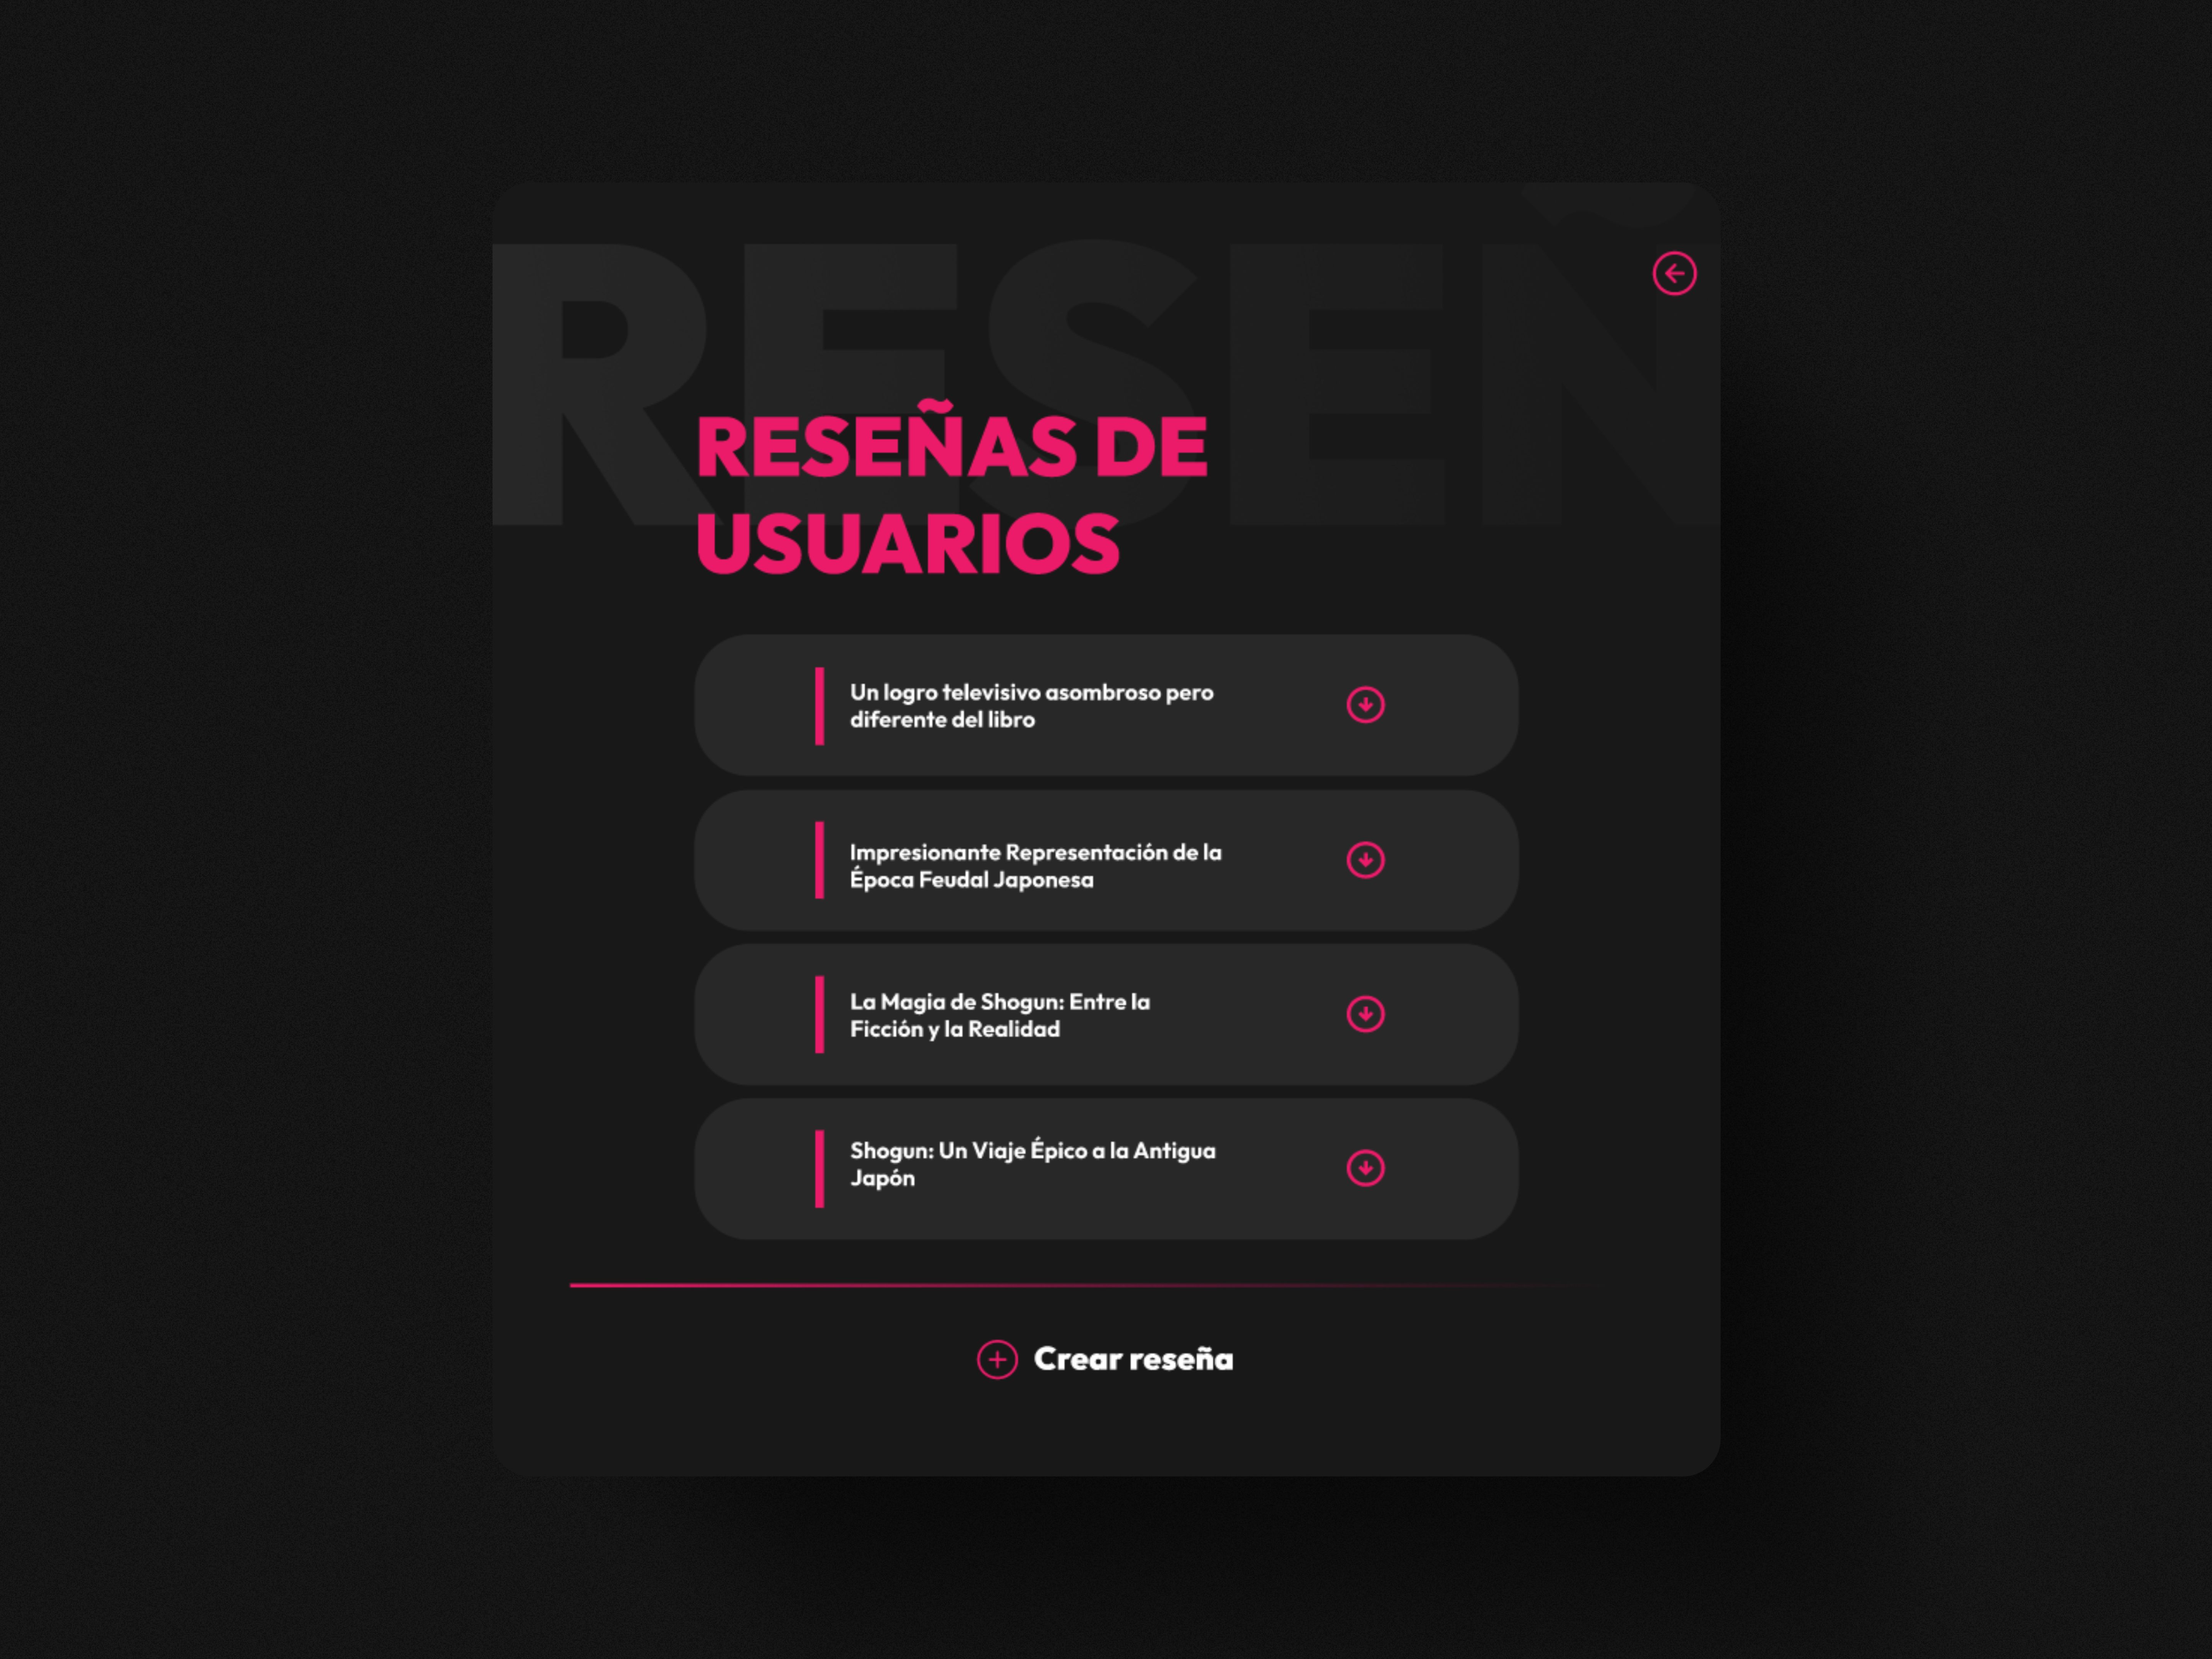 RESEÑ
RESEÑAS DE
USUARIOS
Un logro televisivo asombroso pero
diferente del libro
Impresionante Representación de la
Época Feudal Japonesa
La Magia de Shogun: Entre la
Ficción y la Realidad
Shogun: Un Viaje Épico a la Antigua
Japón
Crear reseña